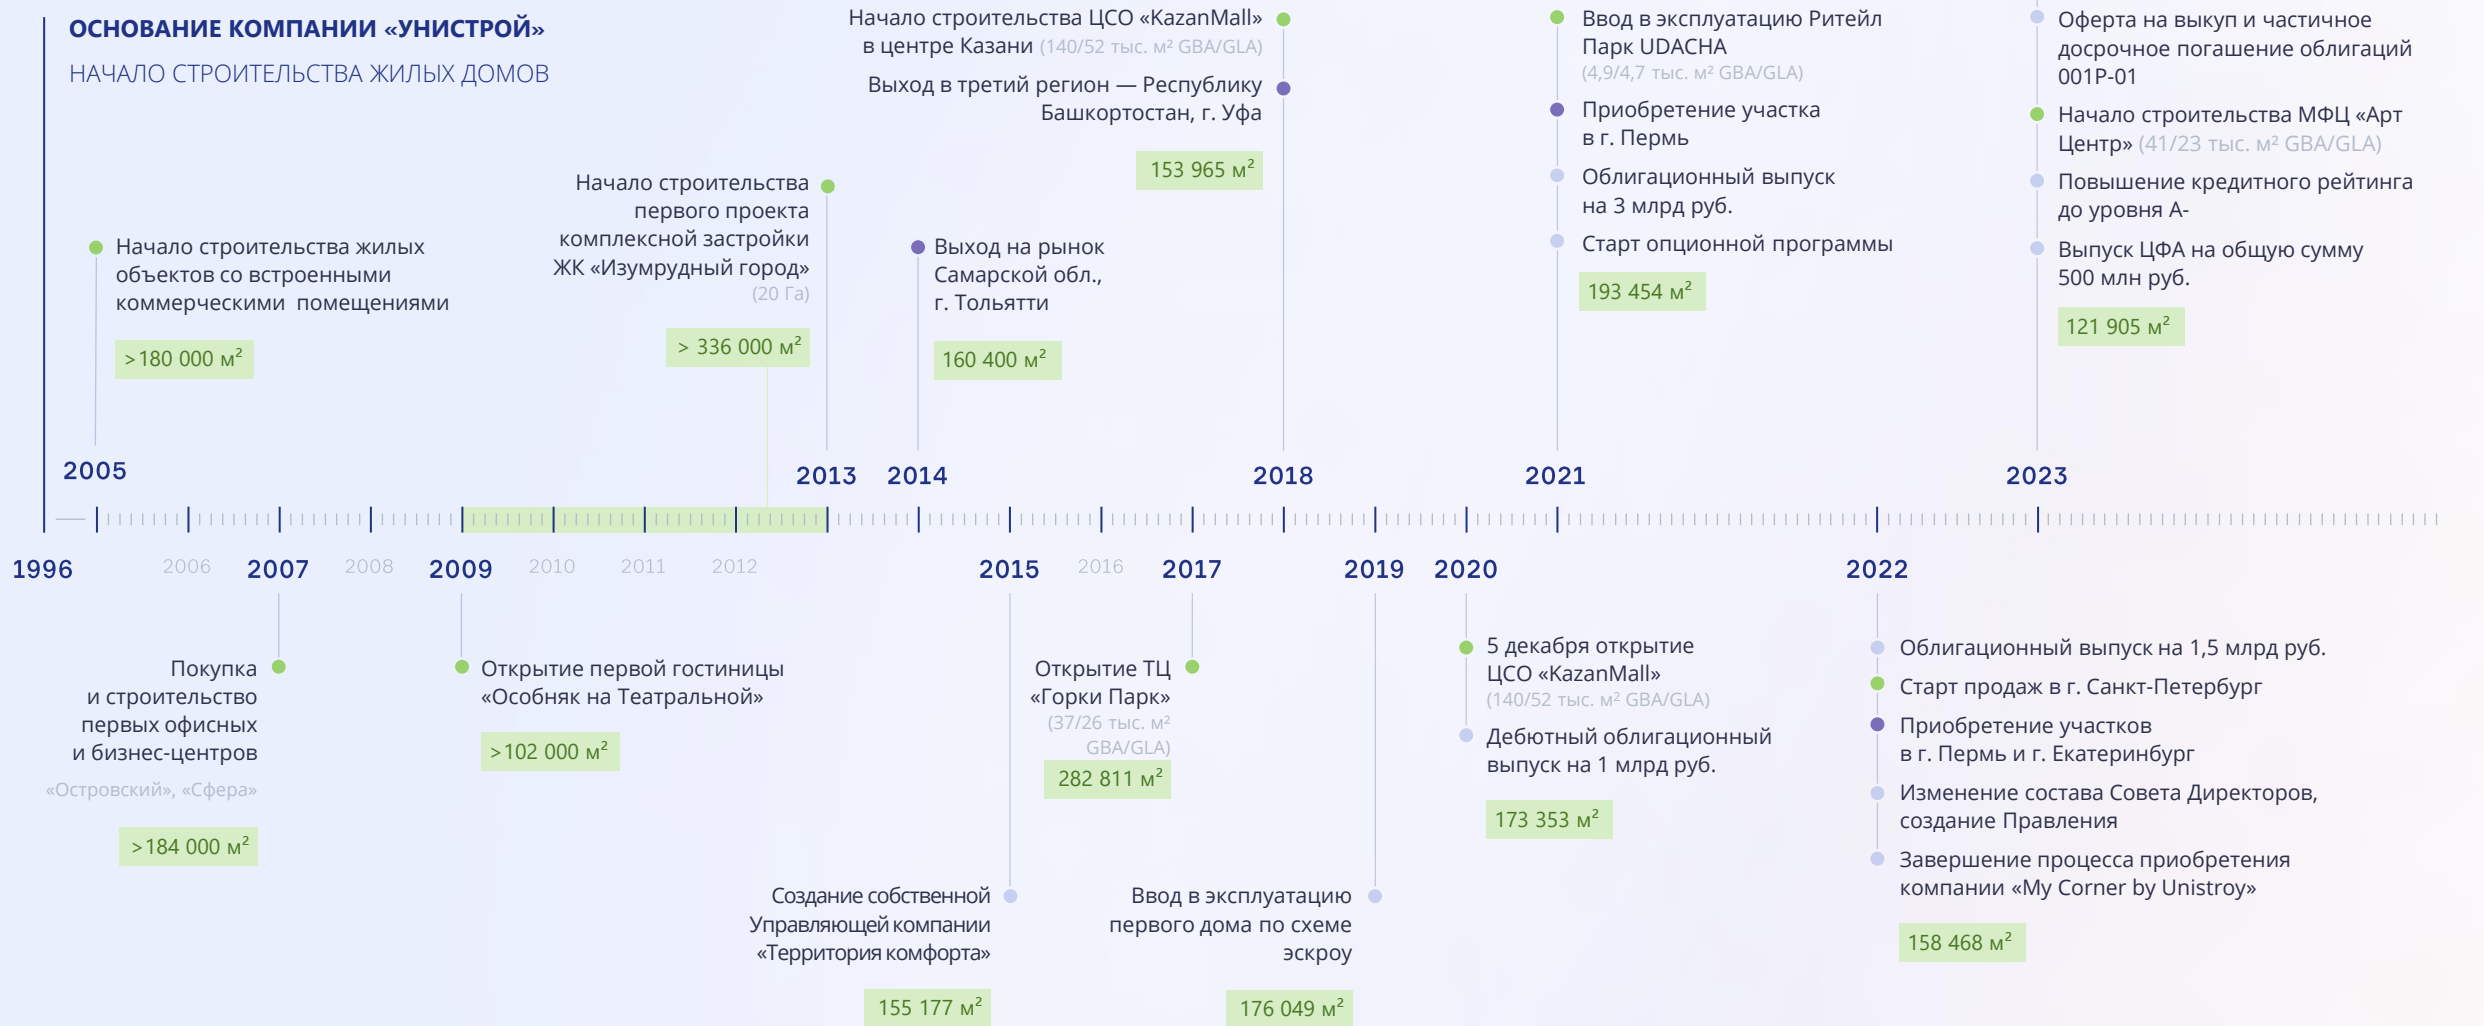 ОСНОВАНИЕ КОМПАНИИ «УНИСТРОЙ»
НАЧАЛО СТРОИТЕЛЬСТВА ЖИЛЫХ ДОМОВ
Начало строительства жилых
объектов со встроенными
коммерческими помещениями
>180 000 м²
Начало строительства
первого проекта
комплексной застройки
ЖК «Изумрудный город»
(20 Га)
> 336 000 м²
Выход на рынок
Самарской обл.,
г. Тольятти
160 400 м²
Начало строительства ЦСО «KazanMall»
в центре Казани (140/52 тыс. м² GBA/GLA)
Выход в третий регион — Республику
Башкортостан, г. Уфа
153 965 м²
Ввод в эксплуатацию Ритейл
Парк UDACHA
(4,9/4,7 тыс. м² GBA/GLA)
Приобретение участка
в г. Пермь
Облигационный выпуск
на 3 млрд руб.
Старт опционной программы
193 454 м²
Оферта на выкуп и частичное
досрочное погашение облигаций
001Р-01
Начало строительства МФЦ «Арт
Центр» (41/23 тыс. м² GBA/GLA)
Повышение кредитного рейтинга
до уровня А-
Выпуск ЦФА на общую сумму
500 млн руб.
121 905 м²
2005
2013
2014
2018
2021
2023
1996
2006
2007
2008
2009
2010
2011
2012
2015
2016
2017
2019
2020
2022
Покупка
и строительство
первых офисных
и бизнес-центров
«Островский», «Сфера»
>184 000 м²
Открытие первой гостиницы
«Особняк на Театральной»
>102 000 м²
Создание собственной
Управляющей компании
«Территория комфорта»
155 177 м²
Открытие ТЦ
«Горки Парк»
(37/26 тыс. м²
GBA/GLA)
282 811 м²
Ввод в эксплуатацию
первого дома по схеме
эскроу
176 049 м²
5 декабря открытие
ЦСО «KazanMall»
(140/52 тыс. м² GBA/GLA)
Дебютный облигационный
выпуск на 1 млрд руб.
173 353 м²
Облигационный выпуск на 1,5 млрд руб.
Старт продаж в г. Санкт-Петербург
Приобретение участков
в г. Пермь и г. Екатеринбург
Изменение состава Совета Директоров,
создание Правления
Завершение процесса приобретения
компании «My Corner by Unistroy»
158 468 м²